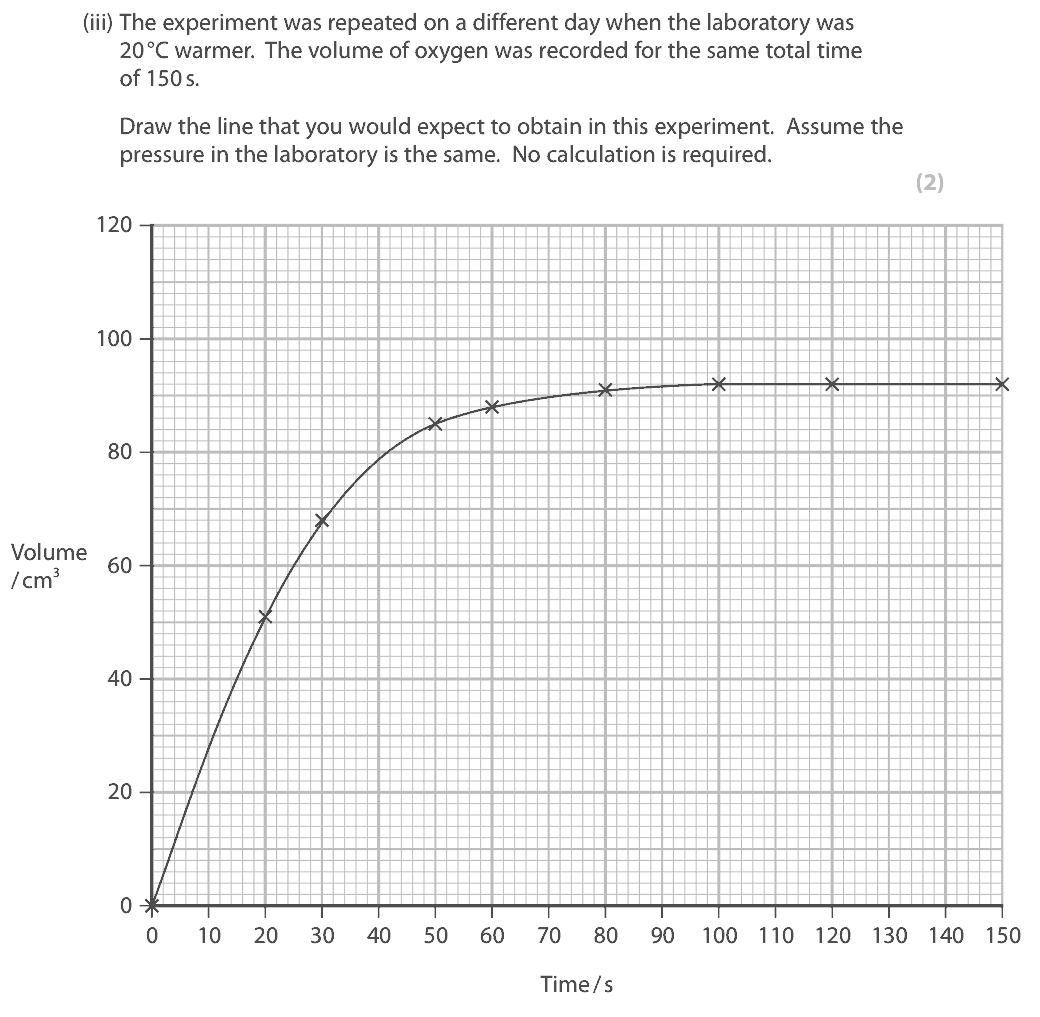 (iii) The experiment was repeated on a different day when the laboratory was
20°C warmer. The volume of oxygen was recorded for the same total time
of 150 s.
Draw the line that you would expect to obtain in this experiment. Assume the
pressure in the laboratory is the same. No calculation is required.
(2)
120
100
80
Volume
/cm³
60
40
20
0
0 10 20 30 40 50 60 70 80 90 100 110 120 130 140 150
Time/s